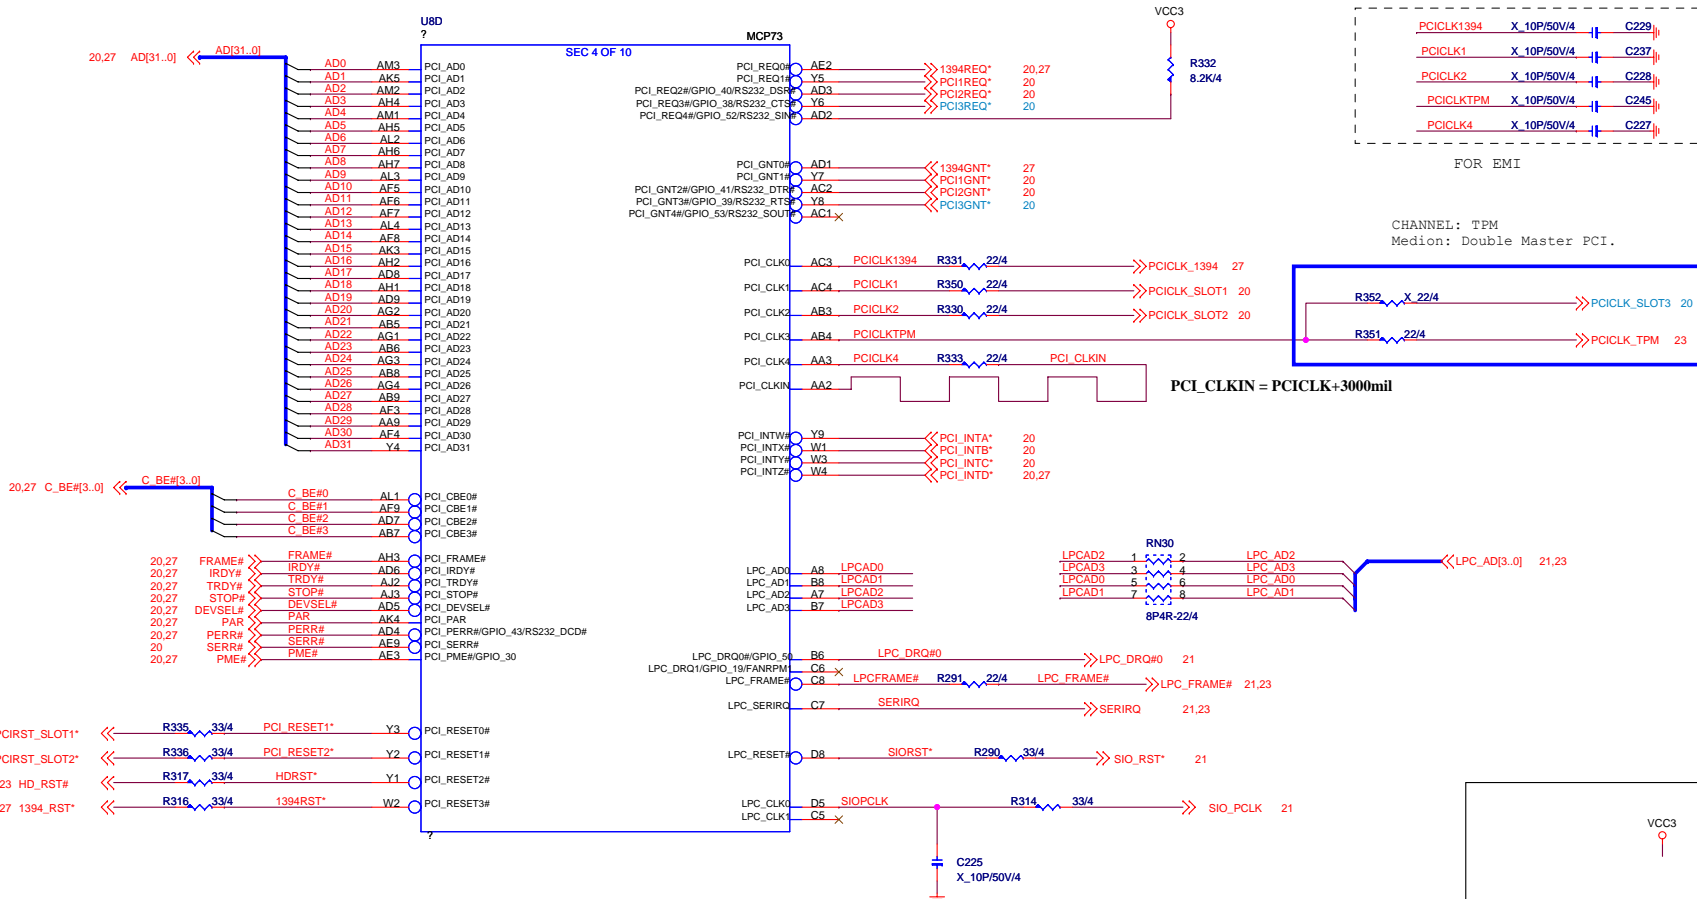 U8D
?
MCP73
SEC 4 OF 10
20,27 AD[31..0] AD[31..0]
AD0 AM3 PCI_AD0
AD1 AK5 PCI_AD1
AD2 AM2 PCI_AD2
AD3 AH4 PCI_AD3
AD4 AM1 PCI_AD4
AD5 AH5 PCI_AD5
AD6 AL2 PCI_AD6
AD7 AH6 PCI_AD7
AD8 AH7 PCI_AD8
AD9 AL3 PCI_AD9
AD10 AF5 PCI_AD10
AD11 AF6 PCI_AD11
AD12 AF7 PCI_AD12
AD13 AL4 PCI_AD13
AD14 AF8 PCI_AD14
AD15 AK3 PCI_AD15
AD16 AH2 PCI_AD16
AD17 AD8 PCI_AD17
AD18 AH1 PCI_AD18
AD19 AD9 PCI_AD19
AD20 AG2 PCI_AD20
AD21 AB5 PCI_AD21
AD22 AG1 PCI_AD22
AD23 AB6 PCI_AD23
AD24 AG3 PCI_AD24
AD25 AB8 PCI_AD25
AD26 AG4 PCI_AD26
AD27 AB9 PCI_AD27
AD28 AF3 PCI_AD28
AD29 AA9 PCI_AD29
AD30 AF4 PCI_AD30
AD31 Y4 PCI_AD31
20,27 C_BE#[3..0] C_BE#[3..0]
C_BE#0 AL1 PCI_CBE0#
C_BE#1 AF9 PCI_CBE1#
C_BE#2 AD7 PCI_CBE2#
C_BE#3 AB7 PCI_CBE3#
20,27 FRAME# FRAME# AH3 PCI_FRAME#
20,27 IRDY# IRDY# AD6 PCI_IRDY#
20,27 TRDY# TRDY# AJ2 PCI_TRDY#
20,27 STOP# STOP# AJ3 PCI_STOP#
20,27 DEVSEL# DEVSEL# AD5 PCI_DEVSEL#
20,27 PAR PAR AK4 PCI_PAR
20,27 PERR# PERR# AD4 PCI_PERR#/GPIO_43/RS232_DCD#
20 SERR# SERR# AE9 PCI_SERR#
20,27 PME# PME# AE3 PCI_PME#/GPIO_30
PCIRST_SLOT1* R335 33/4 PCI_RESET1* Y3 PCI_RESET0#
PCIRST_SLOT2* R336 33/4 PCI_RESET2* Y2 PCI_RESET1#
23 HD_RST# R317 33/4 HDRST* Y1 PCI_RESET2#
27 1394_RST* R316 33/4 1394RST* W2 PCI_RESET3#
?
PCI_REQ0# AE2 1394REQ* 20,27
PCI_REQ1# Y5 PCI1REQ* 20
PCI_REQ2#/GPIO_40/RS232_DSR# AD3 PCI2REQ* 20
PCI_REQ3#/GPIO_38/RS232_CTS# Y6 PCI3REQ* 20
PCI_REQ4#/GPIO_52/RS232_SIN# AD2
VCC3
R332
8.2K/4
PCI_GNT0# AD1 1394GNT* 27
PCI_GNT1# Y7 PCI1GNT* 20
PCI_GNT2#/GPIO_41/RS232_DTR# AC2 PCI2GNT* 20
PCI_GNT3#/GPIO_39/RS232_RTS# Y8 PCI3GNT* 20
PCI_GNT4#/GPIO_53/RS232_SOUT# AC1
PCI_CLK0 AC3 PCICLK1394 R331 22/4 PCICLK_1394 27
PCI_CLK1 AC4 PCICLK1 R350 22/4 PCICLK_SLOT1 20
PCI_CLK2 AB3 PCICLK2 R330 22/4 PCICLK_SLOT2 20
PCI_CLK3 AB4 PCICLKTPM
PCI_CLK4 AA3 PCICLK4 R333 22/4 PCI_CLKIN
PCI_CLKIN AA2
PCI_CLKIN = PCICLK+3000mil
PCI_INTW# Y9 PCI_INTA* 20
PCI_INTX# W1 PCI_INTB* 20
PCI_INTY# W3 PCI_INTC* 20
PCI_INTZ# W4 PCI_INTD* 20,27
LPC_AD0 A8 LPCAD0
LPC_AD1 B8 LPCAD1
LPC_AD2 A7 LPCAD2
LPC_AD3 B7 LPCAD3
LPC_DRQ0#/GPIO_50 B6 LPC_DRQ#0 LPC_DRQ#0 21
LPC_DRQ1/GPIO_19/FANRPM1 C6
LPC_FRAME# C8 LPCFRAME# R291 22/4 LPC_FRAME# LPC_FRAME# 21,23
LPC_SERIRQ C7 SERIRQ SERIRQ 21,23
LPC_RESET# D8 SIORST* R290 33/4 SIO_RST* 21
LPC_CLK0 D5 SIOPCLK R314 33/4 SIO_PCLK 21
LPC_CLK1 C5
C225
X_10P/50V/4
RN30
LPCAD2 1 2 LPC_AD2
LPCAD3 3 4 LPC_AD3
LPCAD0 5 6 LPC_AD0
LPCAD1 7 8 LPC_AD1
8P4R-22/4
LPC_AD[3..0] 21,23
PCICLK1394 X_10P/50V/4 C229
PCICLK1 X_10P/50V/4 C237
PCICLK2 X_10P/50V/4 C228
PCICLKTPM X_10P/50V/4 C245
PCICLK4 X_10P/50V/4 C227
FOR EMI
CHANNEL: TPM
Medion: Double Master PCI.
R352 X_22/4 PCICLK_SLOT3 20
R351 22/4 PCICLK_TPM 23
VCC3